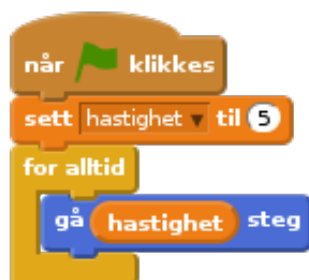 når klikkes
sett hastighet til 5
for alltid
gå hastighet steg